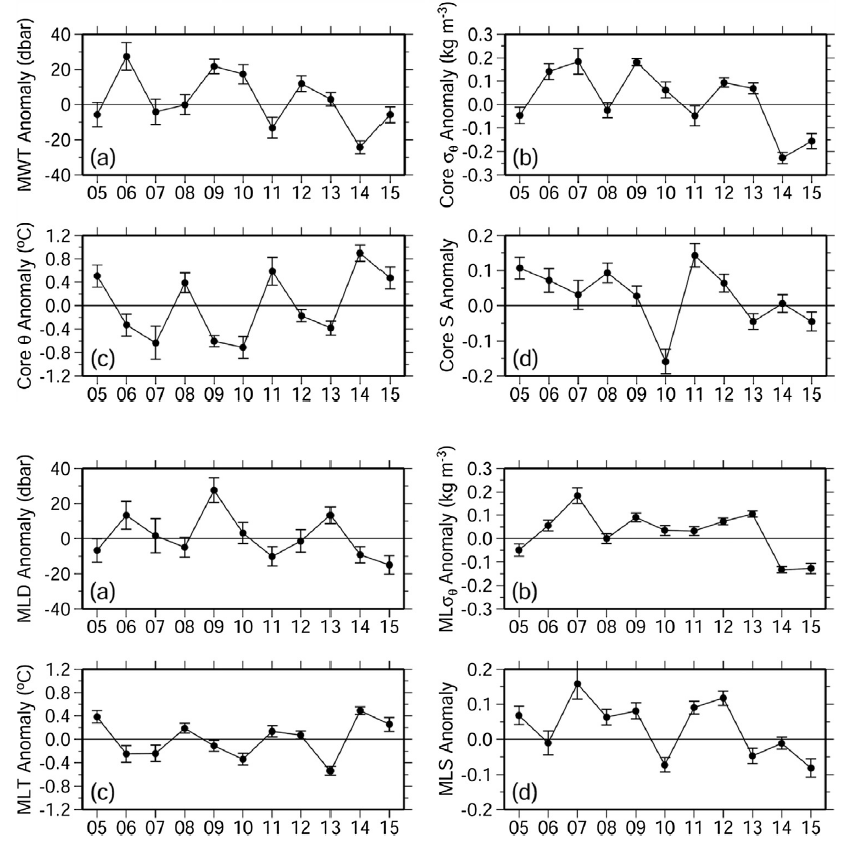 MWT Anomaly (dbar)
40
20
0
-20
-40
(a)
05 06 07 08 09 10 11 12 13 14 15
Core σθ Anomaly (kg m-3)
0.3
0.2
0.1
0.0
-0.1
-0.2
-0.3
(b)
05 06 07 08 09 10 11 12 13 14 15
Core θ Anomaly (ºC)
1.2
0.8
0.4
0.0
-0.4
-0.8
-1.2
(c)
05 06 07 08 09 10 11 12 13 14 15
Core S Anomaly
0.2
0.1
0.0
-0.1
-0.2
(d)
05 06 07 08 09 10 11 12 13 14 15
MLD Anomaly (dbar)
40
20
0
-20
-40
(a)
05 06 07 08 09 10 11 12 13 14 15
MLσθ Anomaly (kg m-3)
0.3
0.2
0.1
0.0
-0.1
-0.2
-0.3
(b)
05 06 07 08 09 10 11 12 13 14 15
MLT Anomaly (ºC)
1.2
0.8
0.4
0.0
-0.4
-0.8
-1.2
(c)
05 06 07 08 09 10 11 12 13 14 15
MLS Anomaly
0.2
0.1
0.0
-0.1
-0.2
(d)
05 06 07 08 09 10 11 12 13 14 15